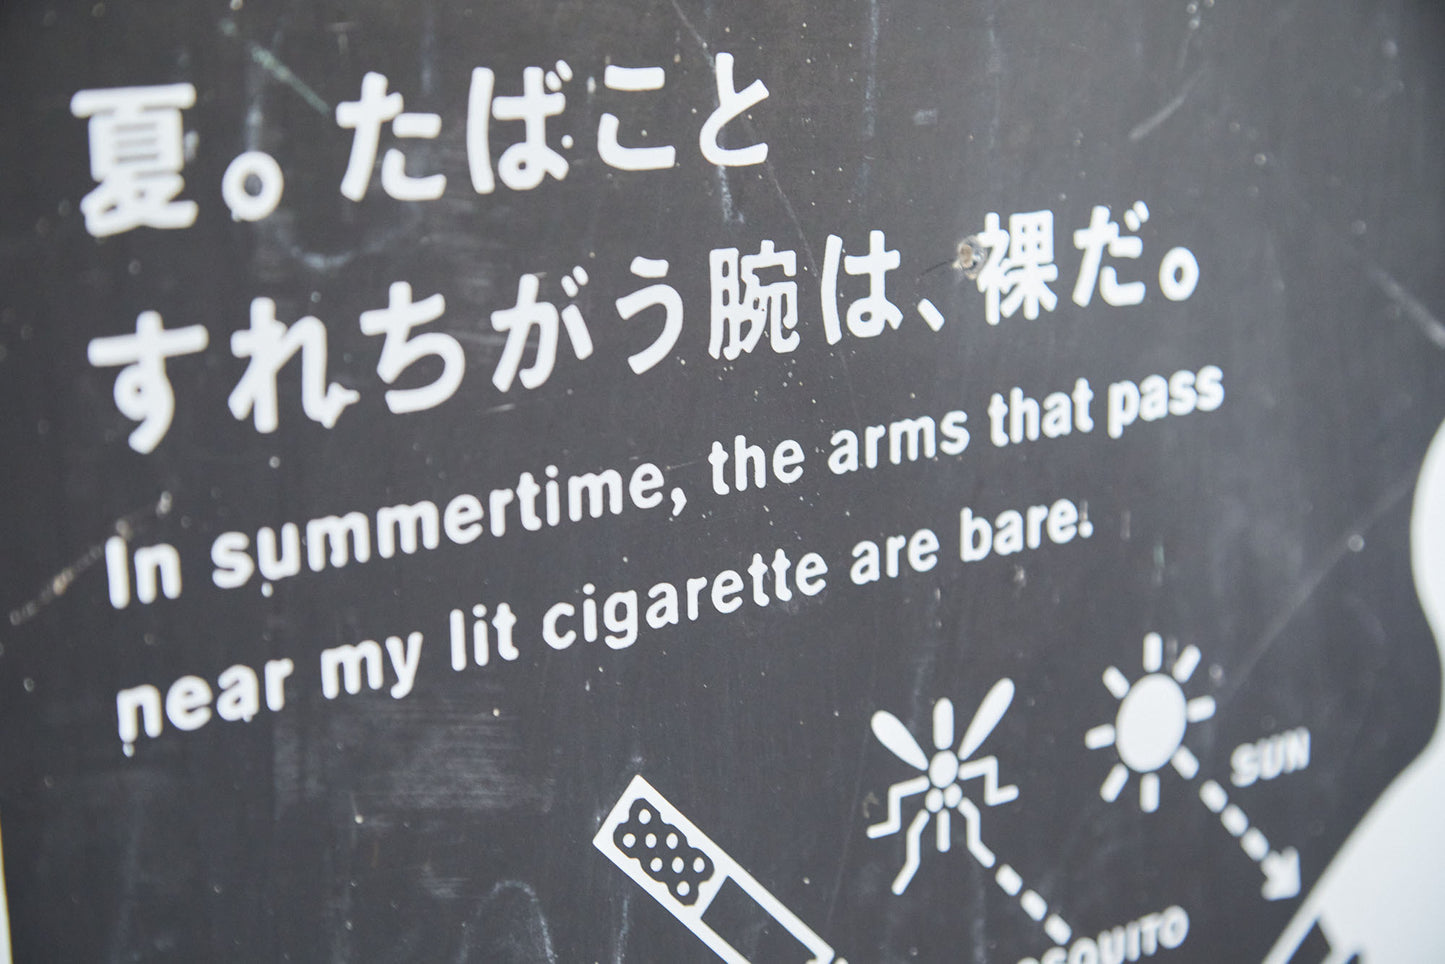 夏。たばこと
すれちがう腕は、裸だ。
In summertime, the arms that pass
near my lit cigarette are bare.
SUN